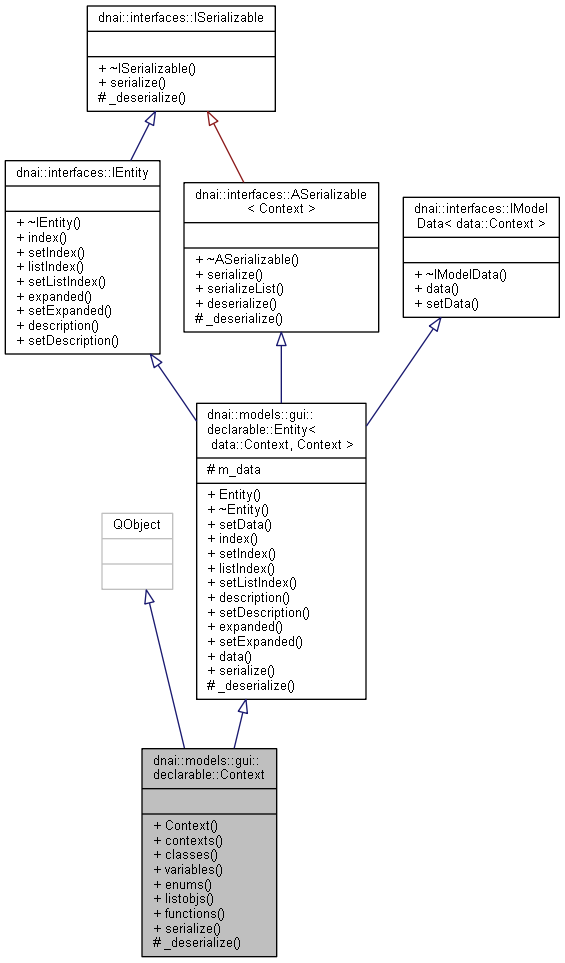 dnai::interfaces::ISerializable
+ ~ISerializable()
+ serialize()
# _deserialize()
dnai::interfaces::IEntity
+ ~IEntity()
+ index()
+ setIndex()
+ listIndex()
+ setListIndex()
+ expanded()
+ setExpanded()
+ description()
+ setDescription()
dnai::interfaces::ASerializable
< Context >
+ ~ASerializable()
+ serialize()
+ serializeList()
+ deserialize()
# _deserialize()
dnai::interfaces::IModel
Data< data::Context >
+ ~IModelData()
+ data()
+ setData()
dnai::models::gui::
declarable::Entity<
data::Context, Context >
# m_data
+ Entity()
+ ~Entity()
+ setData()
+ index()
+ setIndex()
+ listIndex()
+ setListIndex()
+ description()
+ setDescription()
+ expanded()
+ setExpanded()
+ data()
+ serialize()
# _deserialize()
QObject
dnai::models::gui::
declarable::Context
+ Context()
+ contexts()
+ classes()
+ variables()
+ enums()
+ listobjs()
+ functions()
+ serialize()
# _deserialize()